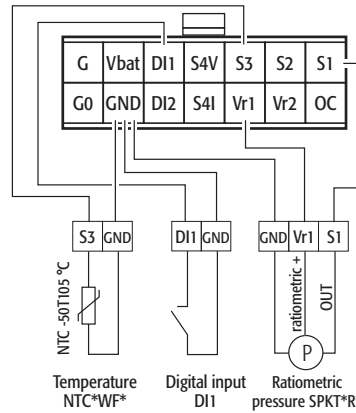 G Vbat DI1 S4V S3 S2 S1
G0 GND DI2 S4I Vr1 Vr2 OC
S3 GND
DI1 GND
GND Vr1 S1
NTC -50T105 °C
ratiometric +
OUT
P
Temperature
NTC*WF*
Digital input
DI1
Ratiometric
pressure SPKT*R